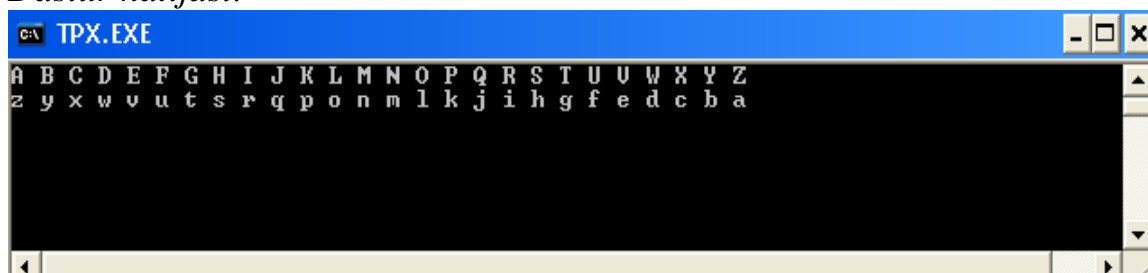 Dastur natijasi:
TPX.EXE
A B C D E F G H I J K L M N O P Q R S T U V W X Y Z
z y x w v u t s r q p o n m l k j i h g f e d c b a